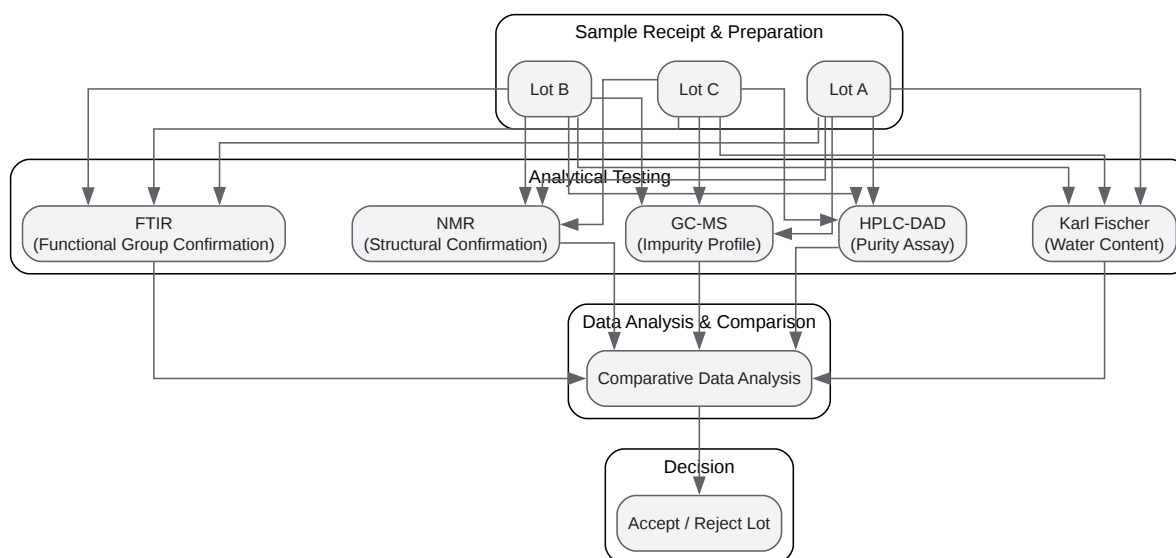 Sample Receipt & Preparation
Lot B
Lot C
Lot A
Analytical Testing
FTIR
(Functional Group Confirmation)
NMR
(Structural Confirmation)
GC-MS
(Impurity Profile)
HPLC-DAD
(Purity Assay)
Karl Fischer
(Water Content)
Data Analysis & Comparison
Comparative Data Analysis
Decision
Accept / Reject Lot